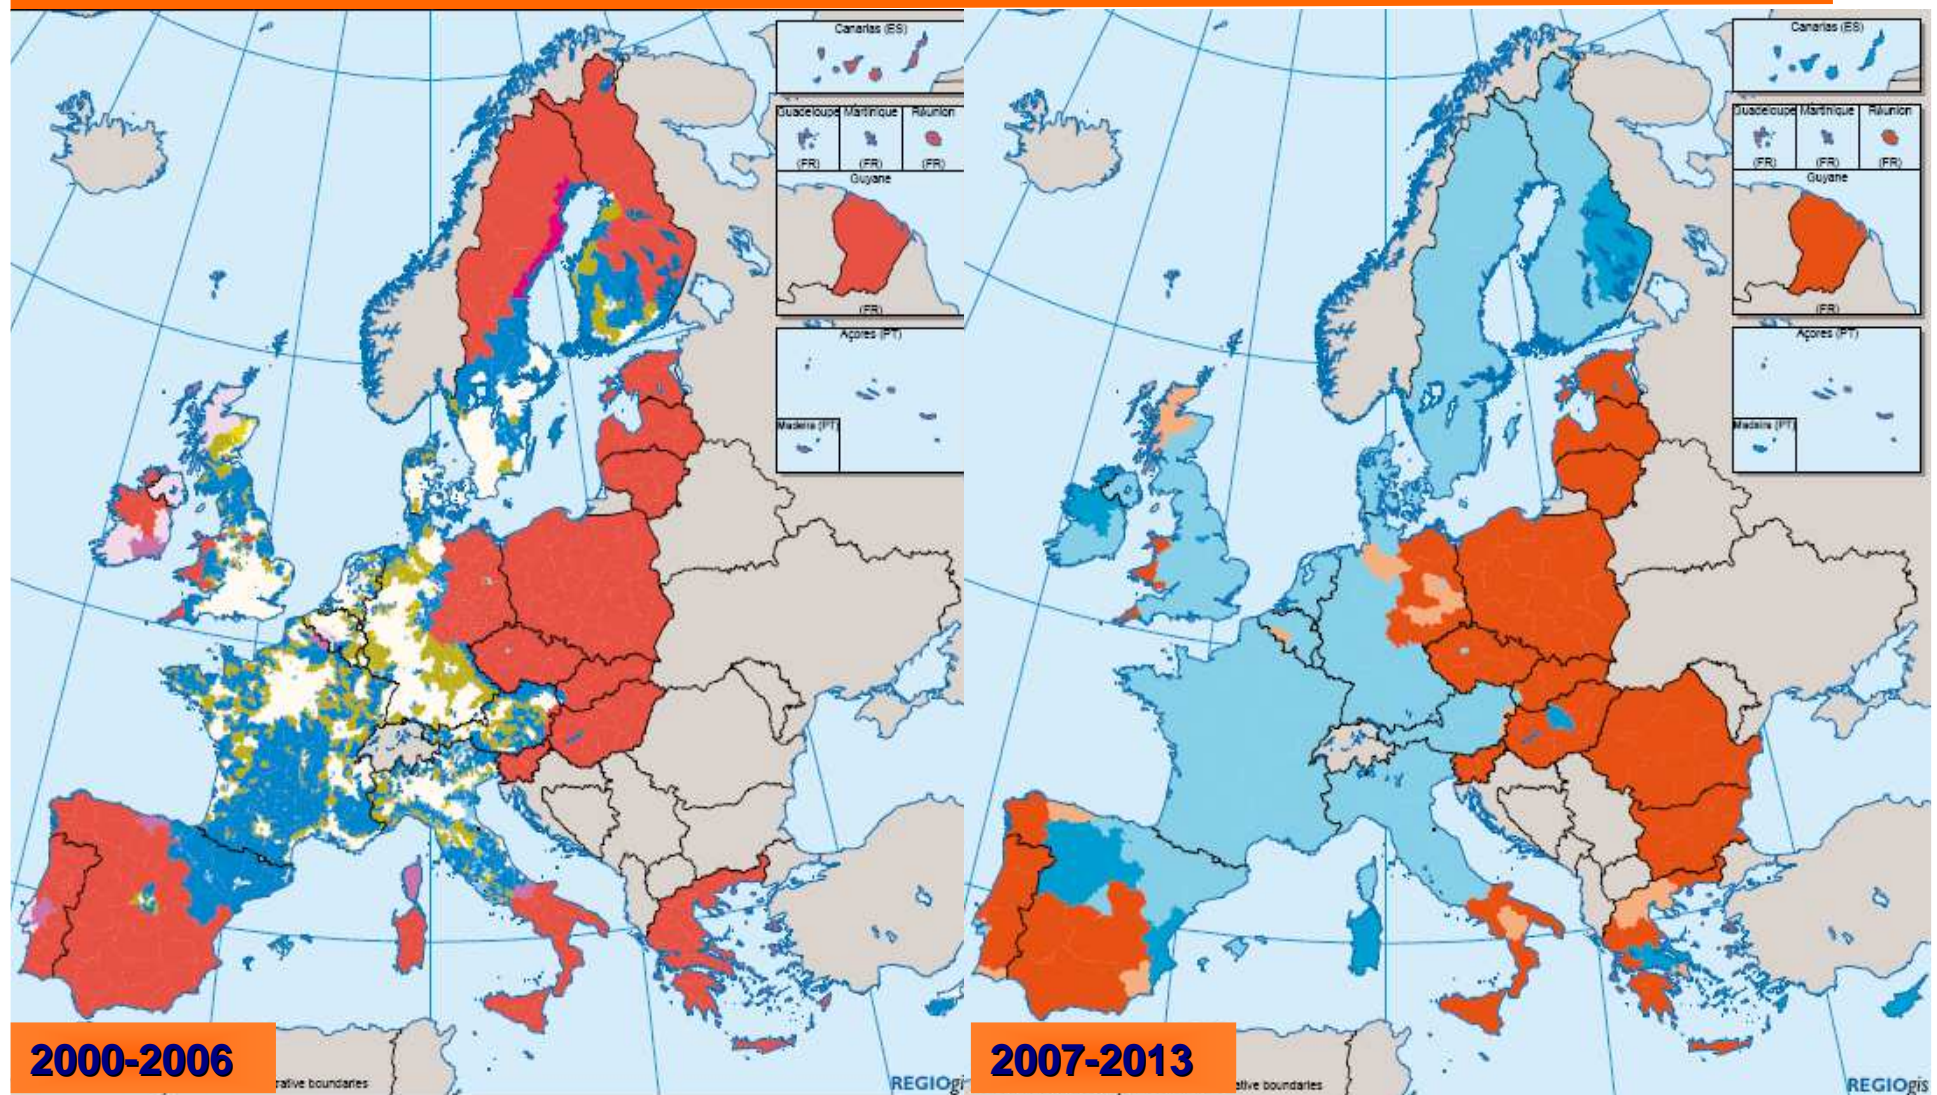 Canarias (ES)
Guadeloupe Martinique Réunion
(FR) (FR) (FR)
Guyane
(FR)
Açores (PT)
Madeira (PT)
2000-2006
rative boundaries
REGIOgi
Canarias (ES)
Guadeloupe Martinique Réunion
(FR) (FR) (FR)
Guyane
(FR)
Açores (PT)
Madeira (PT)
2007-2013
ative boundaries
REGIOgis